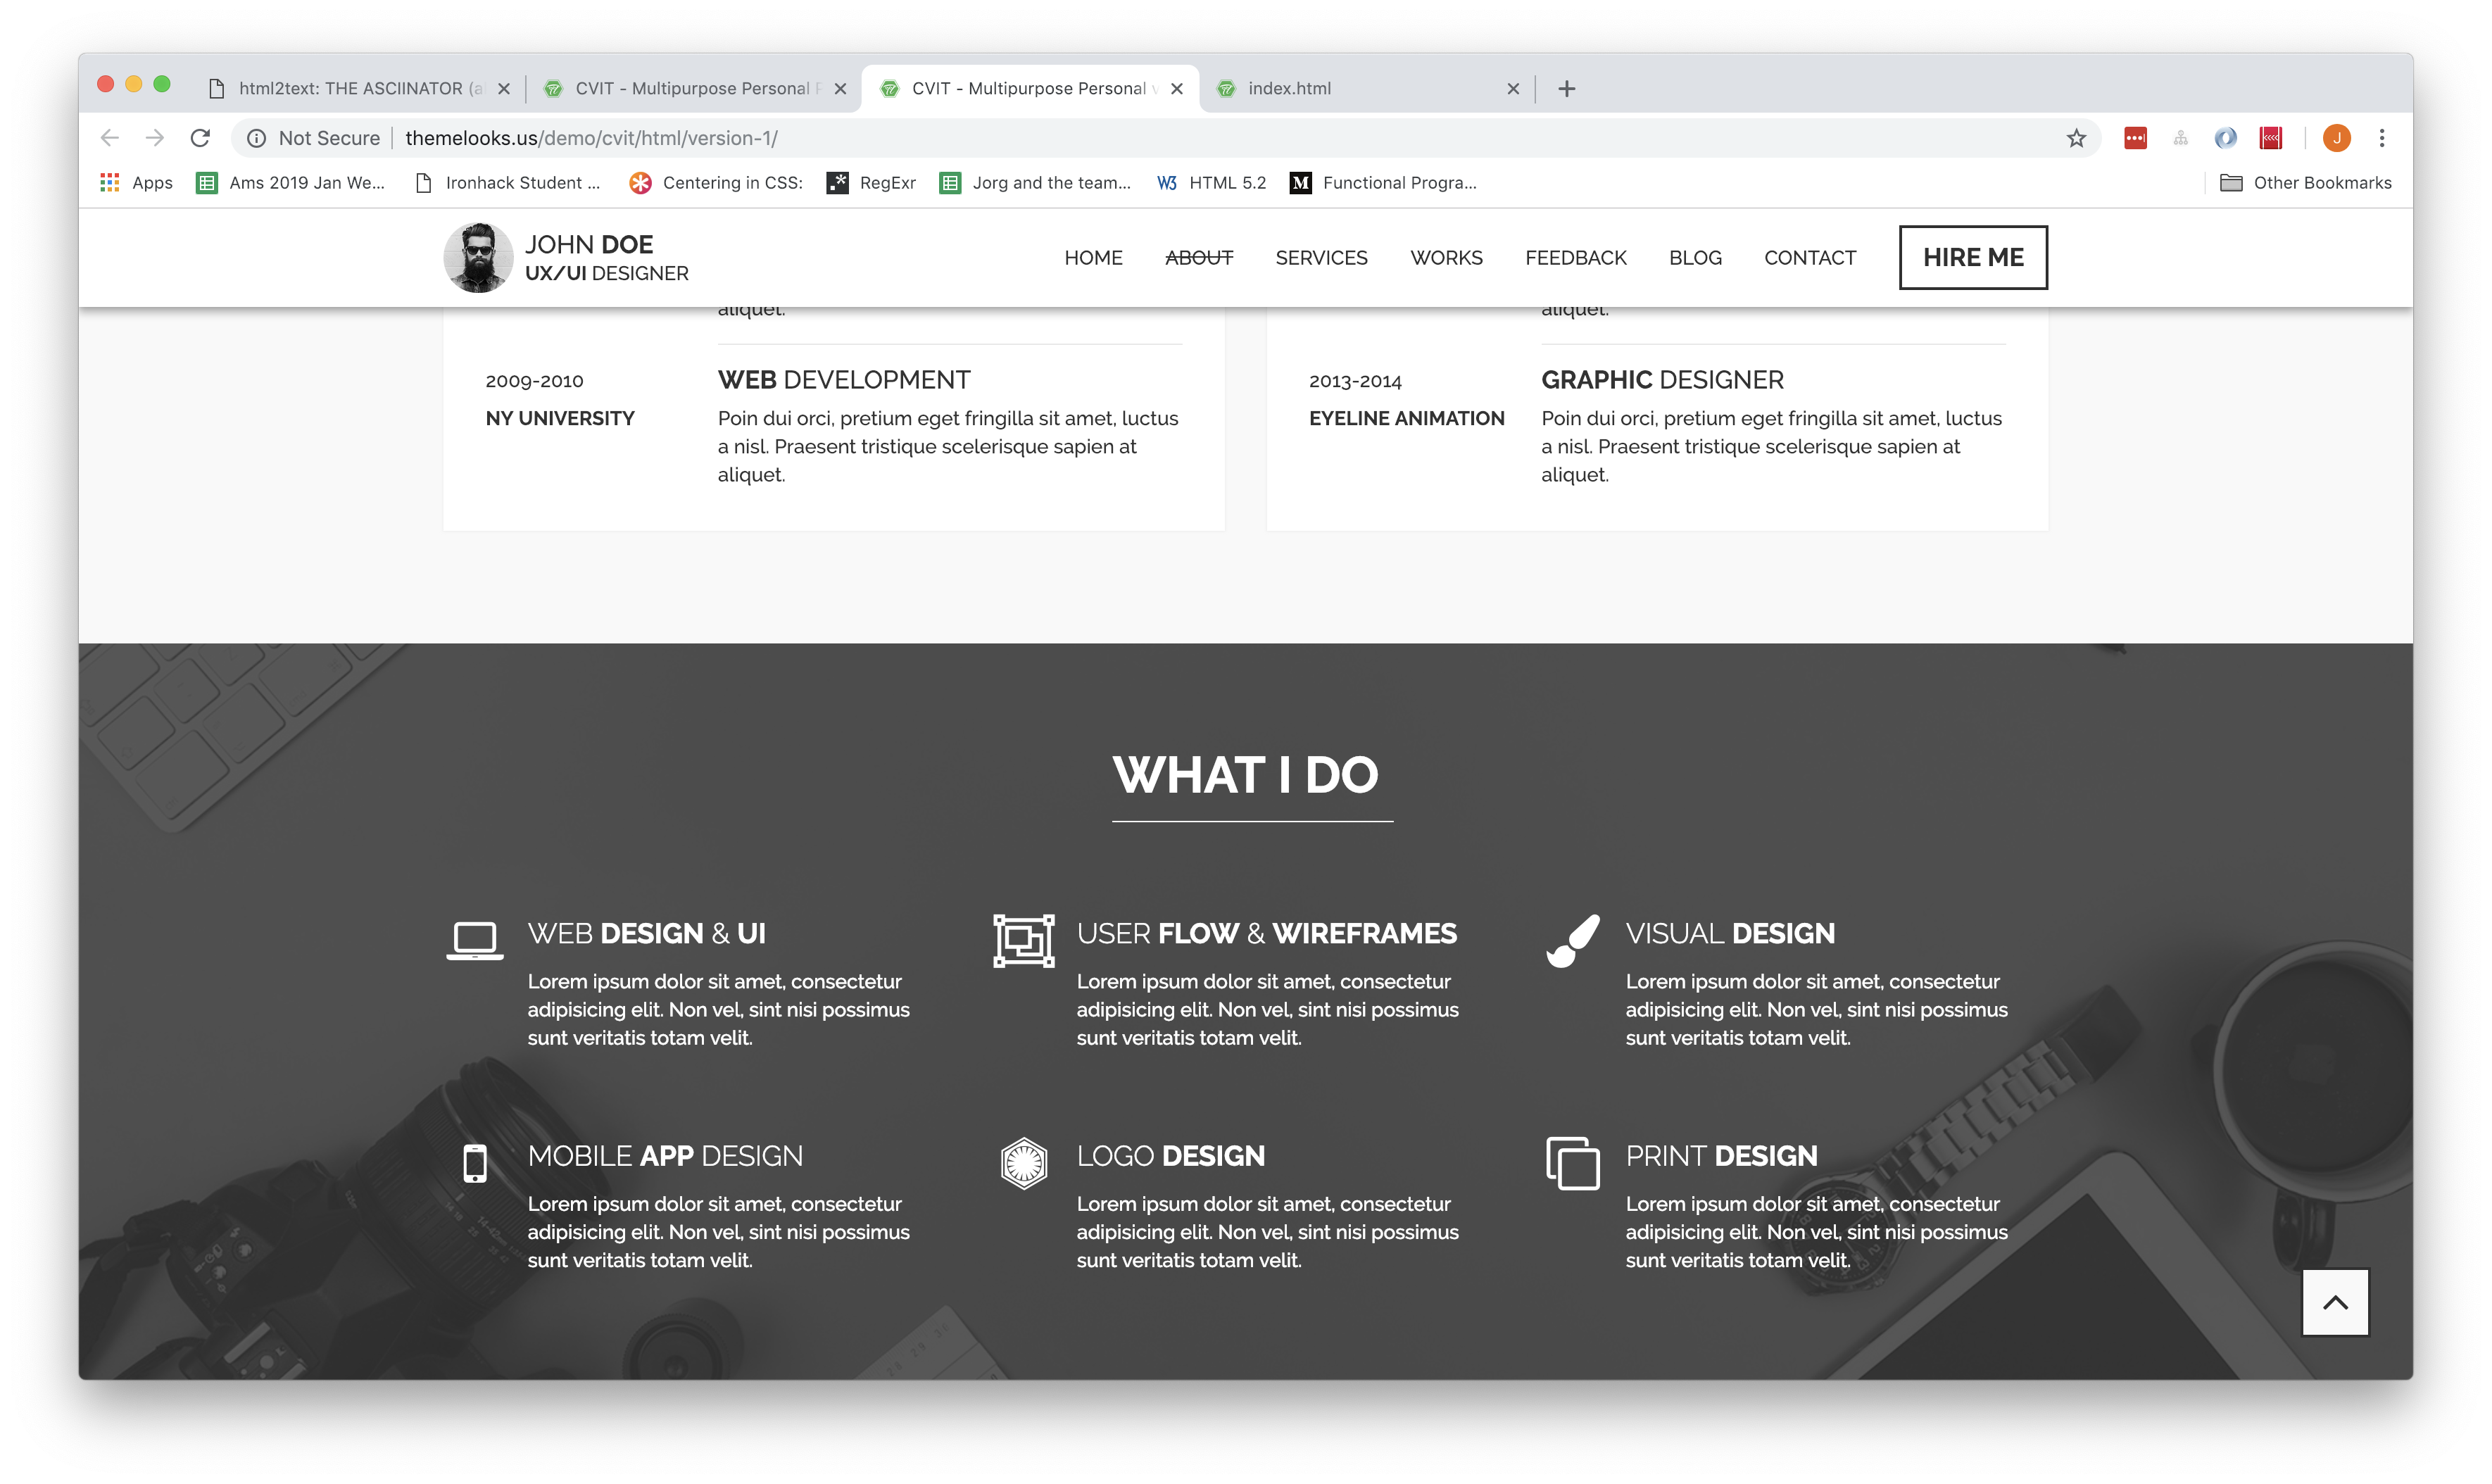 html2text: THE ASCIINATOR (a
CVIT - Multipurpose Personal P
CVIT - Multipurpose Personal v
index.html
Not Secure themelooks.us/demo/cvit/html/version-1/
J
Apps
Ams 2019 Jan We...
Ironhack Student ...
Centering in CSS:
RegExr
Jorg and the team...
W3 HTML 5.2
M Functional Progra...
Other Bookmarks
JOHN DOE
UX/UI DESIGNER
HOME ABOUT SERVICES WORKS FEEDBACK BLOG CONTACT HIRE ME
aliquet.
2009-2010
NY UNIVERSITY
WEB DEVELOPMENT
Poin dui orci, pretium eget fringilla sit amet, luctus
a nisl. Praesent tristique scelerisque sapien at
aliquet.
aliquet.
2013-2014
EYELINE ANIMATION
GRAPHIC DESIGNER
Poin dui orci, pretium eget fringilla sit amet, luctus
a nisl. Praesent tristique scelerisque sapien at
aliquet.
WHAT I DO
WEB DESIGN & UI
Lorem ipsum dolor sit amet, consectetur
adipisicing elit. Non vel, sint nisi possimus
sunt veritatis totam velit.
USER FLOW & WIREFRAMES
Lorem ipsum dolor sit amet, consectetur
adipisicing elit. Non vel, sint nisi possimus
sunt veritatis totam velit.
VISUAL DESIGN
Lorem ipsum dolor sit amet, consectetur
adipisicing elit. Non vel, sint nisi possimus
sunt veritatis totam velit.
MOBILE APP DESIGN
Lorem ipsum dolor sit amet, consectetur
adipisicing elit. Non vel, sint nisi possimus
sunt veritatis totam velit.
LOGO DESIGN
Lorem ipsum dolor sit amet, consectetur
adipisicing elit. Non vel, sint nisi possimus
sunt veritatis totam velit.
PRINT DESIGN
Lorem ipsum dolor sit amet, consectetur
adipisicing elit. Non vel, sint nisi possimus
sunt veritatis totam velit.